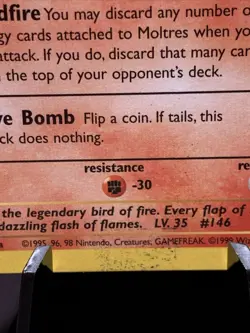 dfire You may discard any number o
gy cards attached to Moltres when yo
attack. If you do, discard that many car
n the top of your opponent's deck.
ve Bomb Flip a coin. If tails, this
ck does nothing.
resistance
re
-30
the legendary bird of fire. Every flap of
dazzling flash of flames. LV. 35 #146
©1995, 96, 98 Nintendo, Creatures, GAMEFREAK. ©1999 Wiz